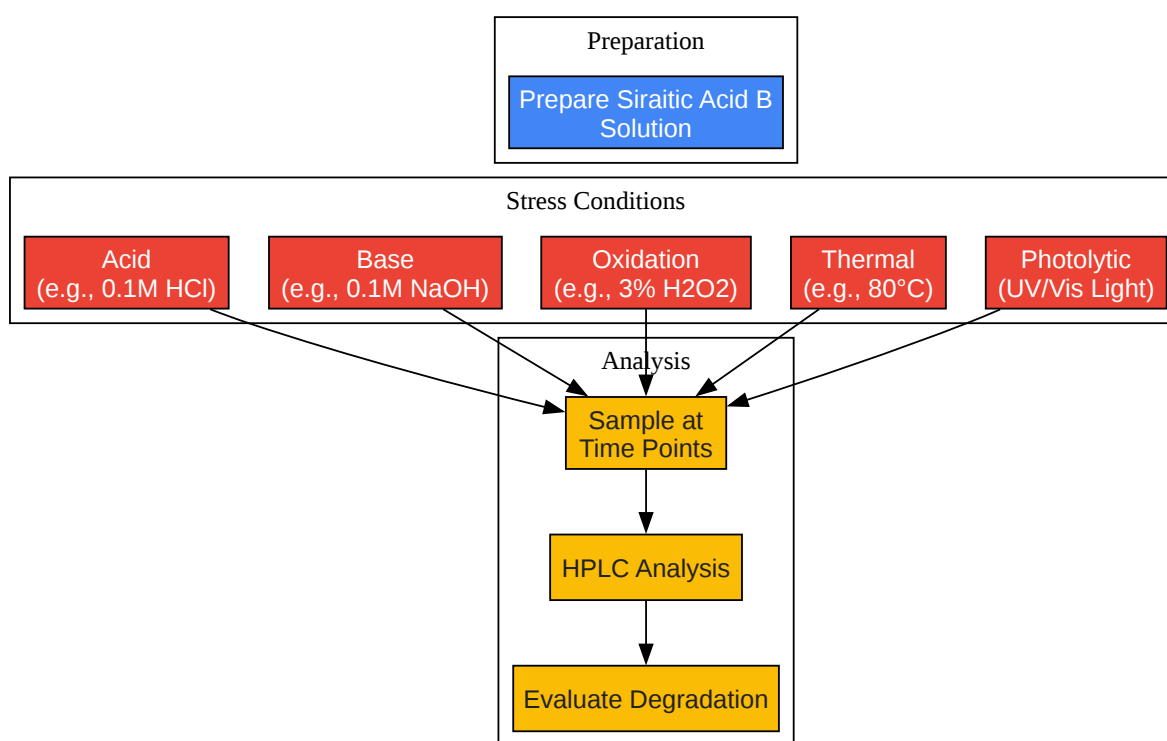 Preparation
Prepare Siraitic Acid B
Solution
Stress Conditions
Acid
(e.g., 0.1M HCl)
Base
(e.g., 0.1M NaOH)
Oxidation
(e.g., 3% H2O2)
Thermal
(e.g., 80°C)
Photolytic
(UV/Vis Light)
Analysis
Sample at
Time Points
HPLC Analysis
Evaluate Degradation